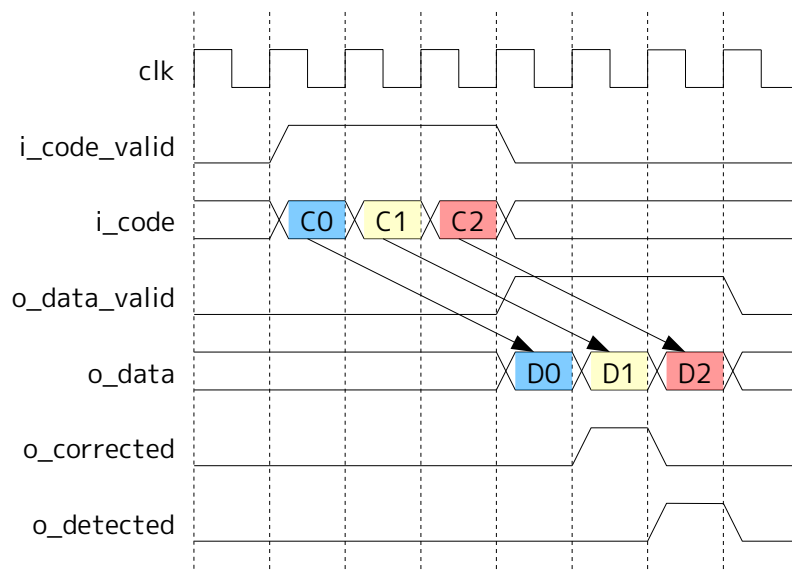 clk
i_code_valid
i_code C0 C1 C2
o_data_valid
o_data D0 D1 D2
o_corrected
o_detected